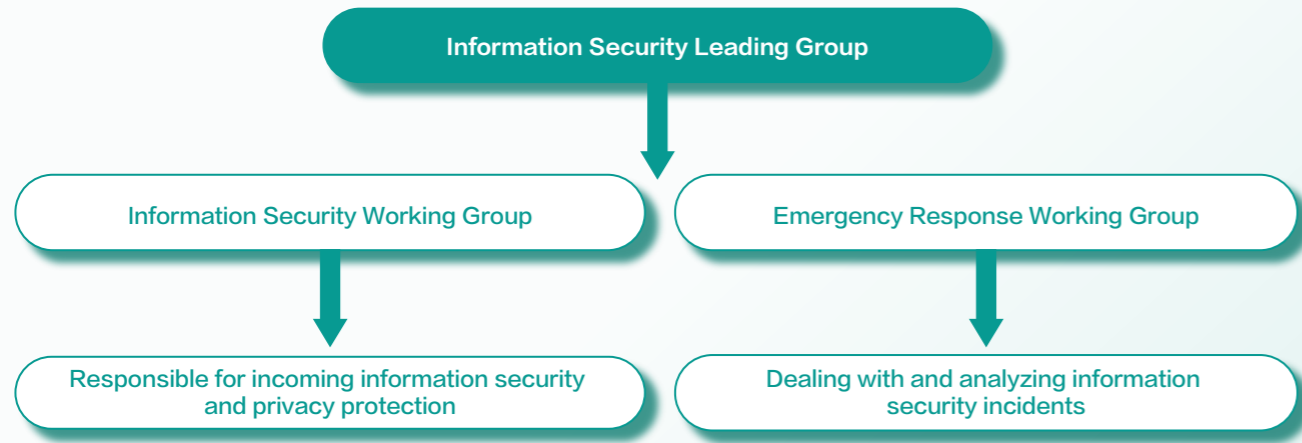 Information Security Leading Group
Information Security Working Group
Emergency Response Working Group
Responsible for incoming information security
and privacy protection
Dealing with and analyzing information
security incidents